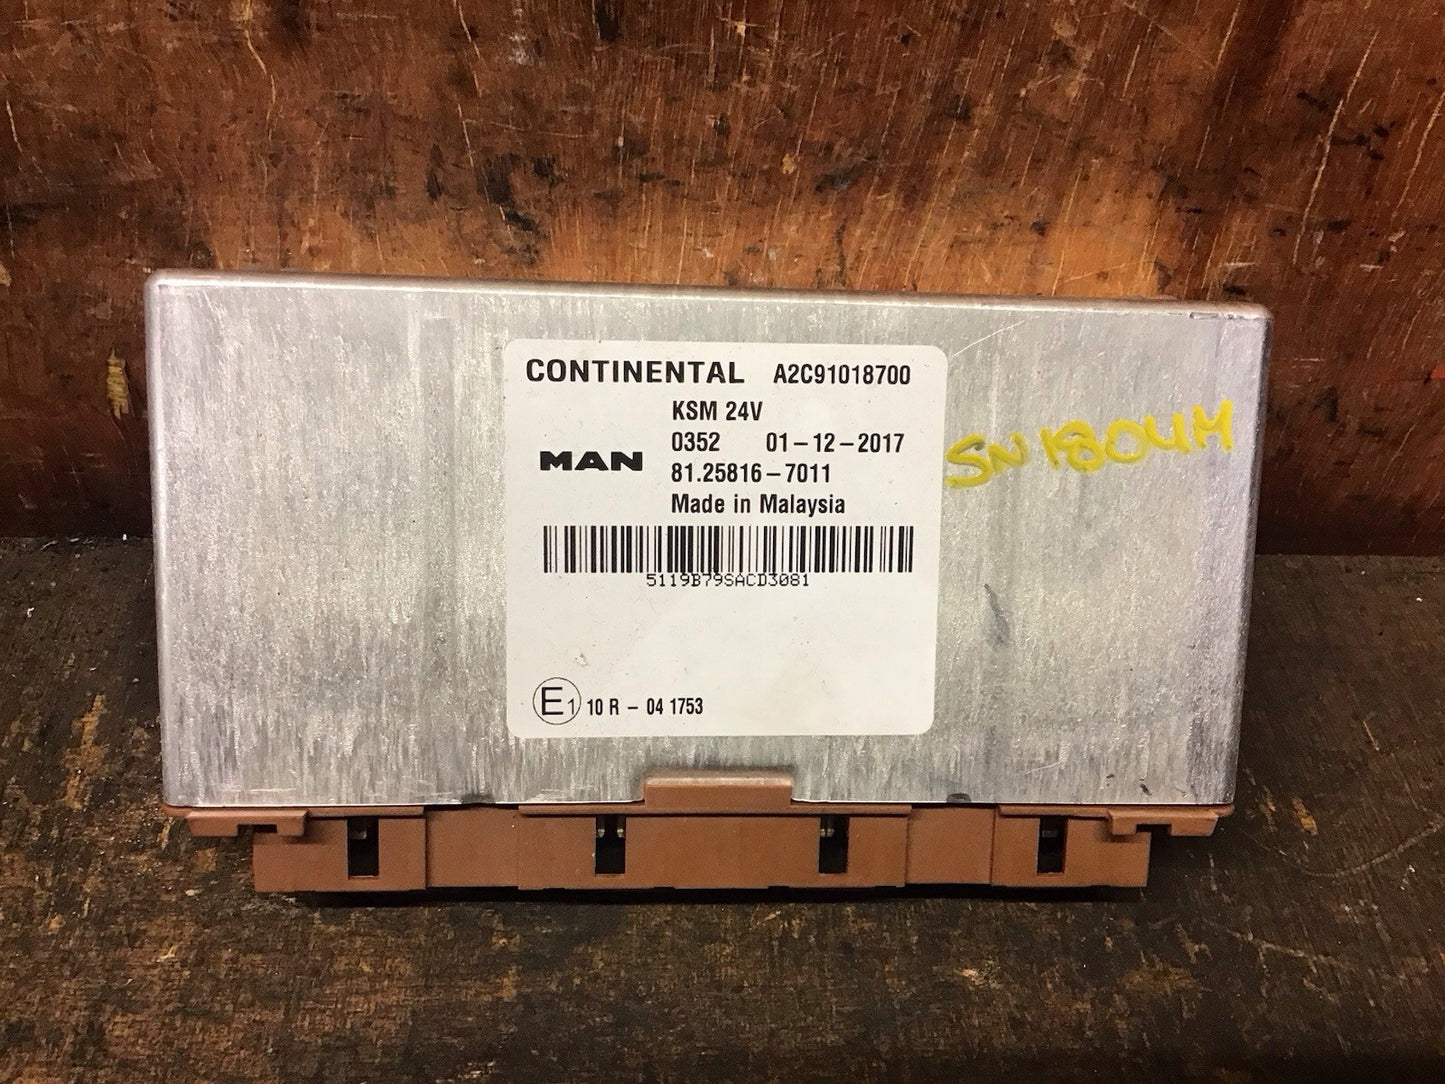 CONTINENTAL A2C91018700
KSM 24V
0352 01-12-2017
MAN
81.25816-7011
Made in Malaysia
5119B79SACD3081
E1 10 R - 04 1753
SN1804M